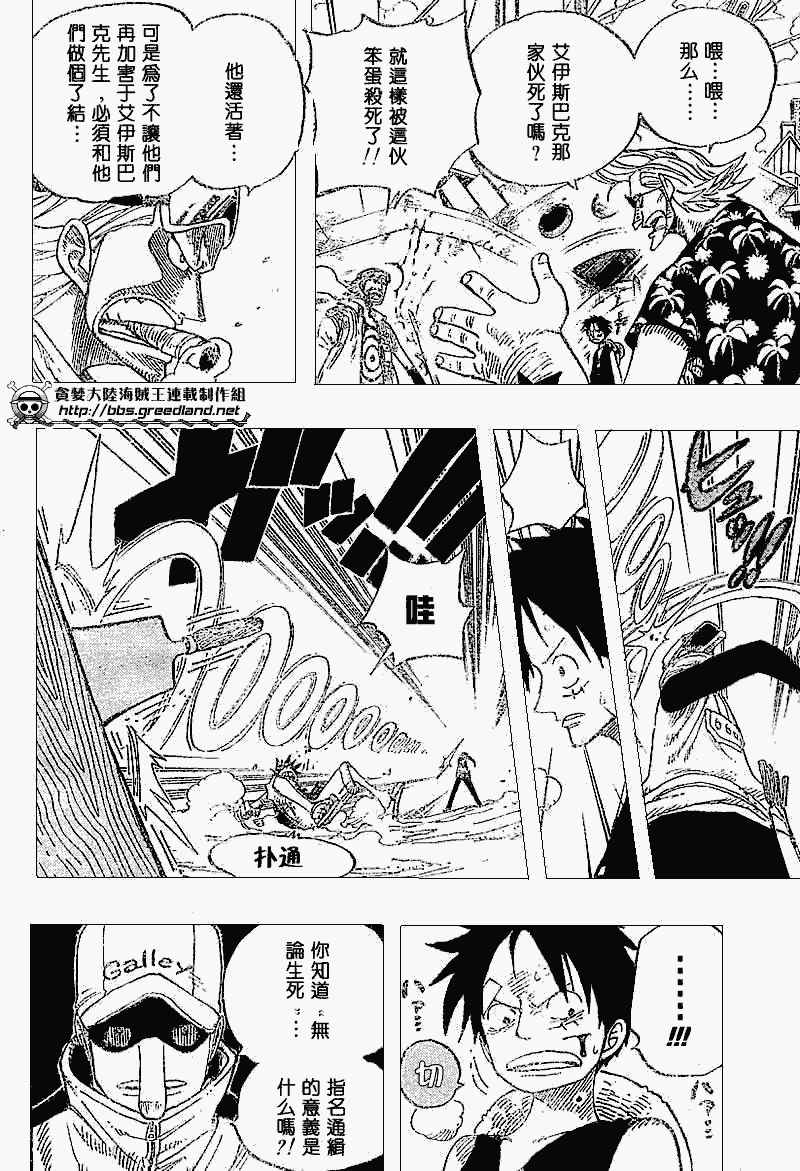 喂…喂…
那么……
艾伊斯巴克那
家伙死了嗎?
就這樣被這伙
笨蛋殺死了!!
他還活著…
可是爲了不讓他們
再加害于艾伊斯巴
克先生,必須和他
們做個了結…
貪婪大陸海賊王連載制作組
http://bbs.greedland.net
哇
扑通
………!!!
切
Galley
你知道“無
論生死”…
指名通緝
的意義是
什么嗎?!